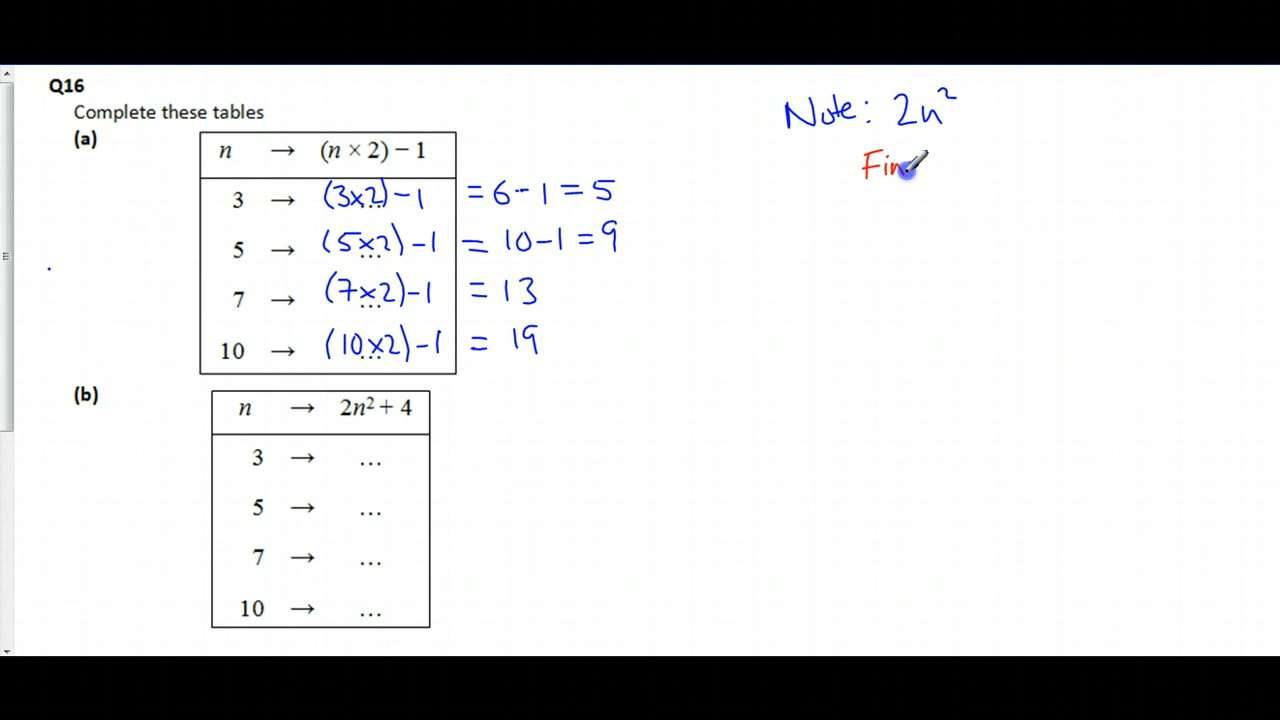 Q16
Complete these tables
(a)
n → (n × 2) − 1
3 → (3×2)−1 = 6−1 = 5
5 → (5×2)−1 = 10−1 = 9
7 → (7×2)−1 = 13
10 → (10×2)−1 = 19
(b)
n → 2n² + 4
3 → ...
5 → ...
7 → ...
10 → ...
Note: 2n²
Fin